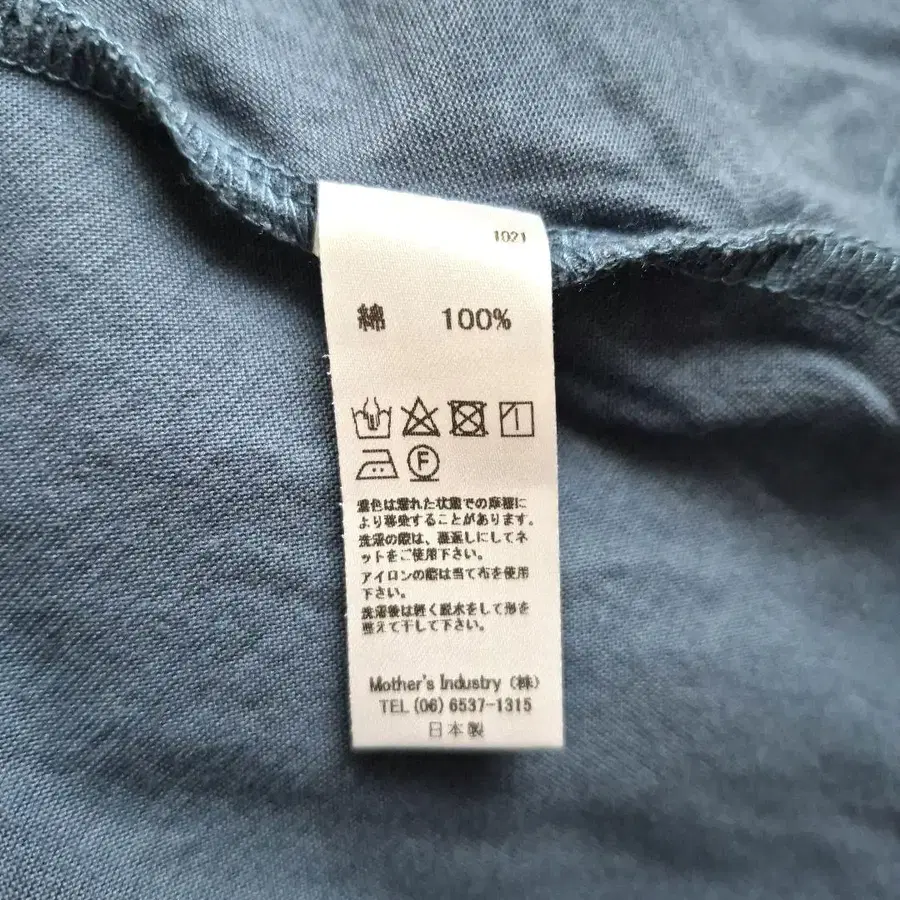 1021
綿 100%
F
濃色は濡れた状態での摩擦に
より移染することがあります。
洗濯の際は、裏返しにしてネ
ットをご使用下さい。
アイロンの際は当て布を使用
下さい。
洗濯後は軽く脱水をして形を
整えて干して下さい。
Mother's Industry (株)
TEL (06) 6537-1315
日本製